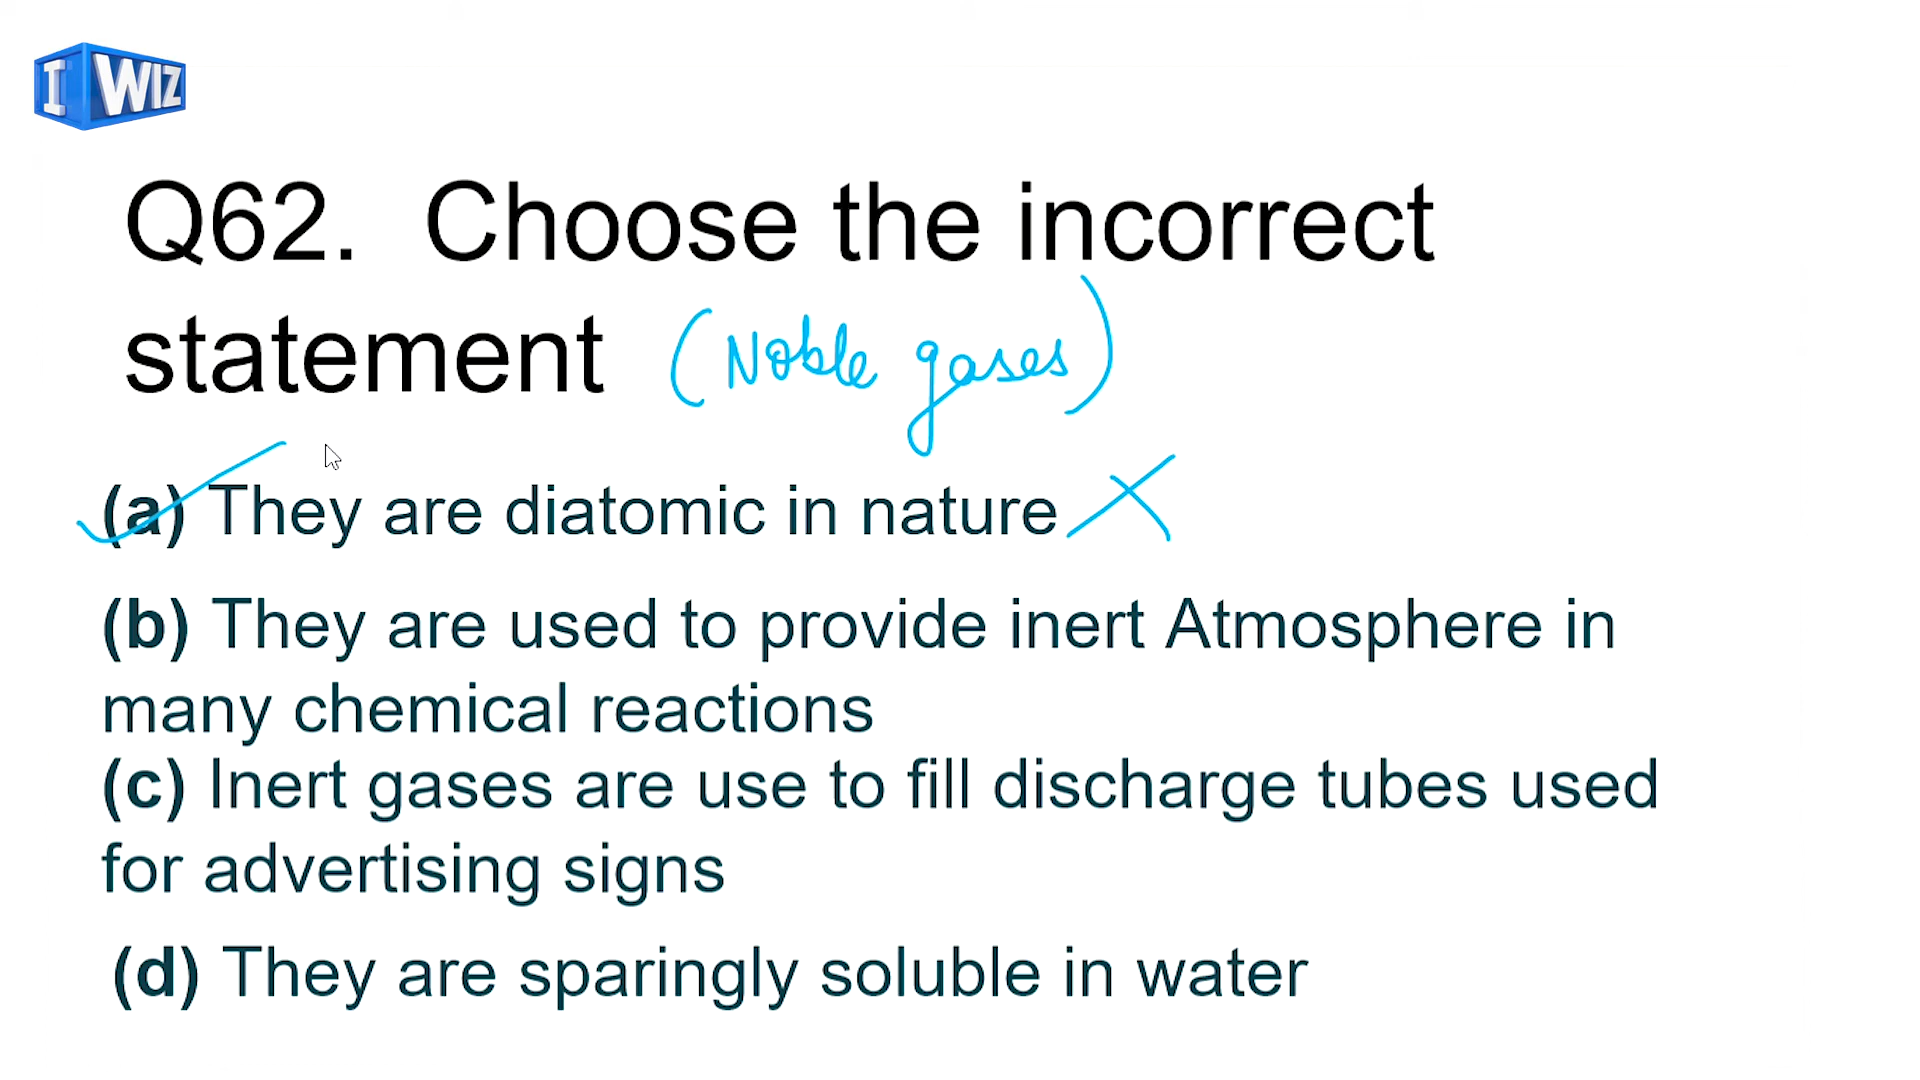 I WIZ
Q62. Choose the incorrect
statement (Noble gases)
(a) They are diatomic in nature
(b) They are used to provide inert Atmosphere in
many chemical reactions
(c) Inert gases are use to fill discharge tubes used
for advertising signs
(d) They are sparingly soluble in water